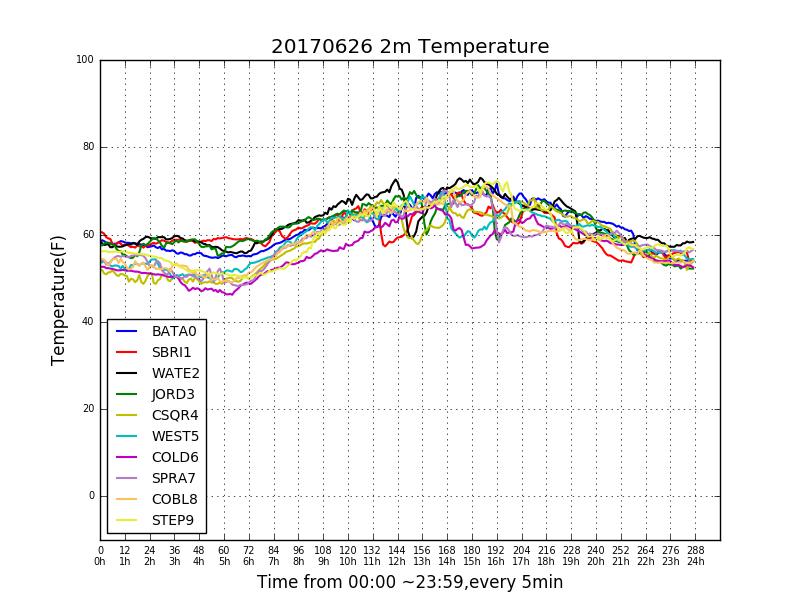 20170626 2m Temperature
100
80
60
40
20
0
Temperature(F)
BATA0
SBRI1
WATE2
JORD3
CSQR4
WEST5
COLD6
SPRA7
COBL8
STEP9
0 12 24 36 48 60 72 84 96 108 120 132 144 156 168 180 192 204 216 228 240 252 264 276 288
0h 1h 2h 3h 4h 5h 6h 7h 8h 9h 10h 11h 12h 13h 14h 15h 16h 17h 18h 19h 20h 21h 22h 23h 24h
Time from 00:00 ~23:59,every 5min